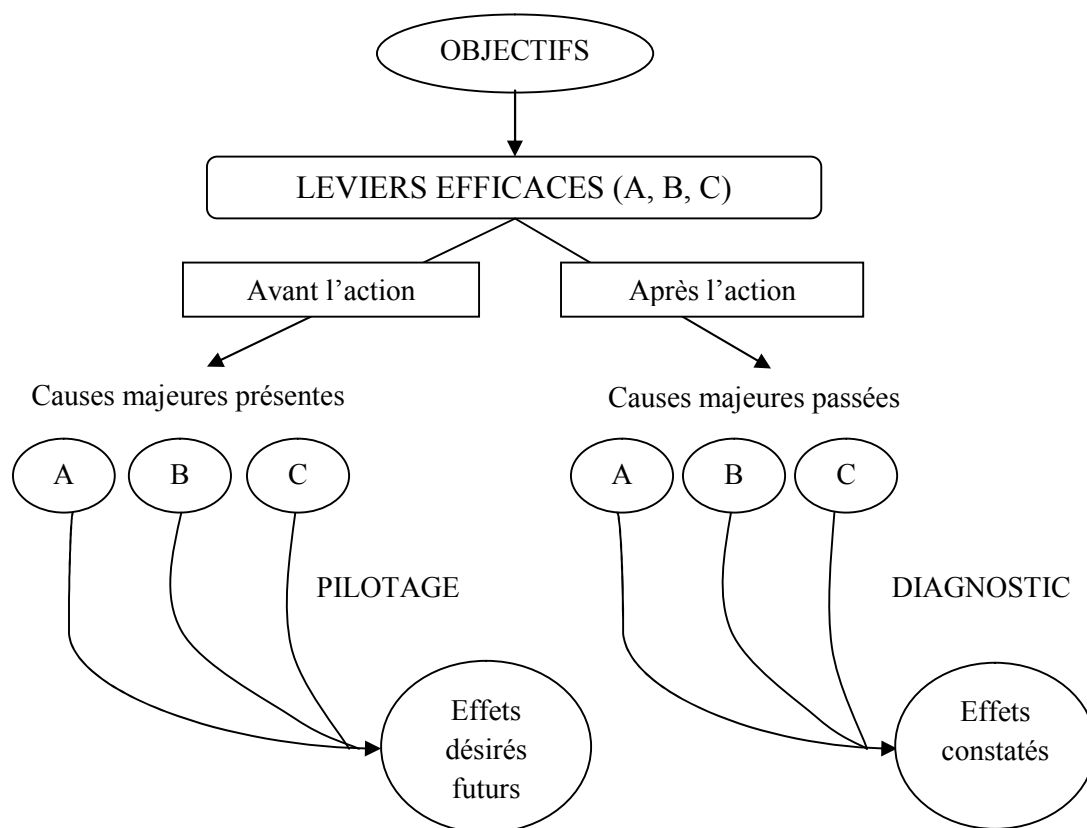 OBJECTIFS
LEVIERS EFFICACES (A, B, C)
Avant l’action
Après l’action
Causes majeures présentes
Causes majeures passées
A
B
C
A
B
C
PILOTAGE
DIAGNOSTIC
Effets
désirés
futurs
Effets
constatés